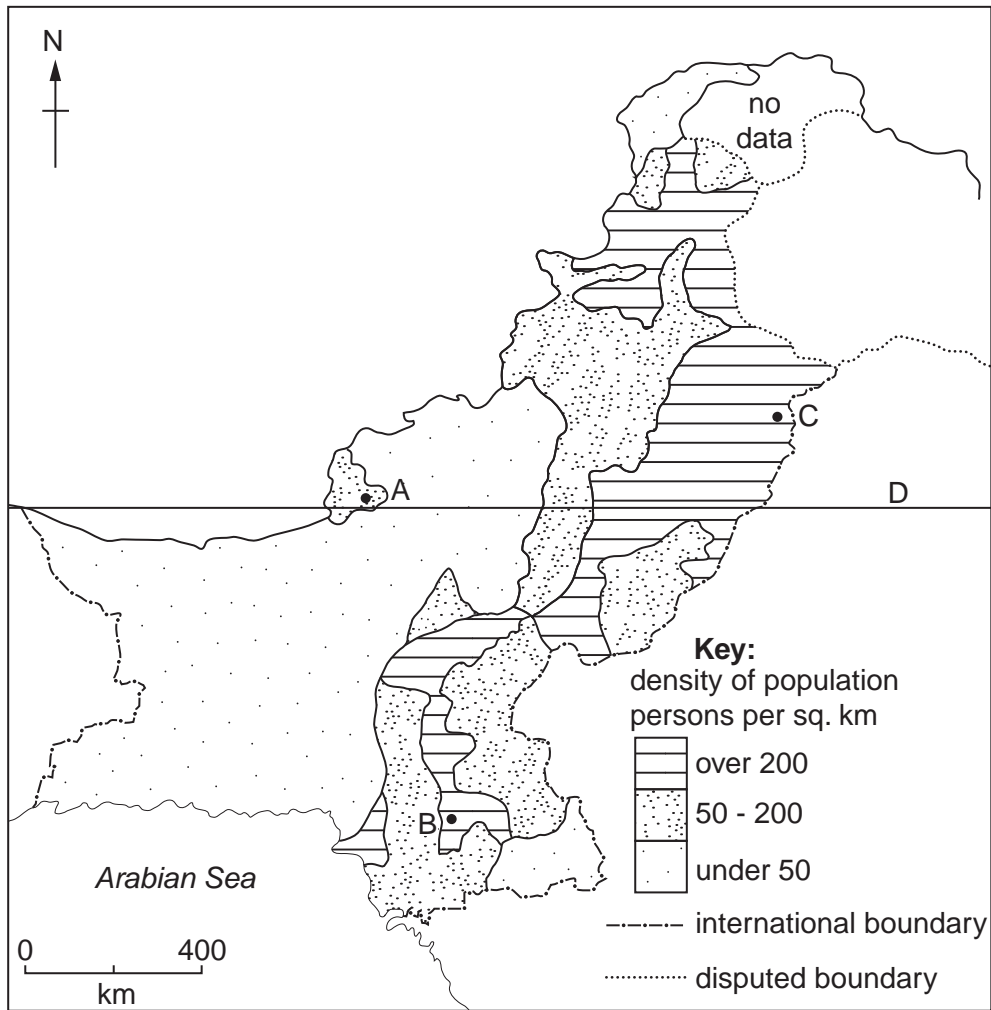 N
no
data
C
A
D
Key:
density of population
persons per sq. km
over 200
50 - 200
B
under 50
Arabian Sea
international boundary
0 400
km
disputed boundary